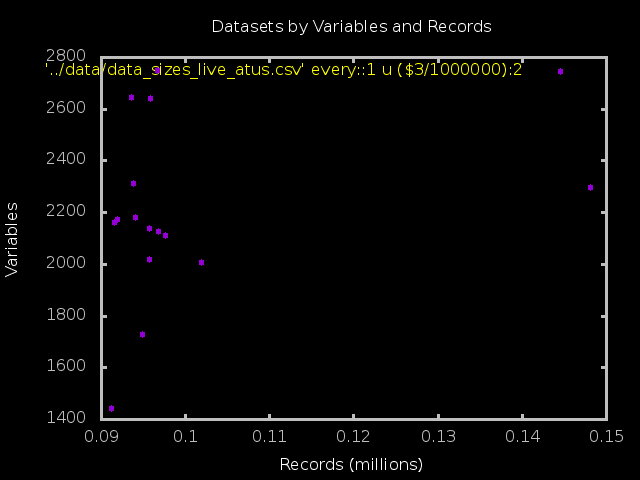 Datasets by Variables and Records
2800
'../data/data_sizes_live_atus.csv' every::1 u ($3/1000000):2
2600
2400
2200
2000
1800
1600
1400
Variables
0.09 0.1 0.11 0.12 0.13 0.14 0.15
Records (millions)